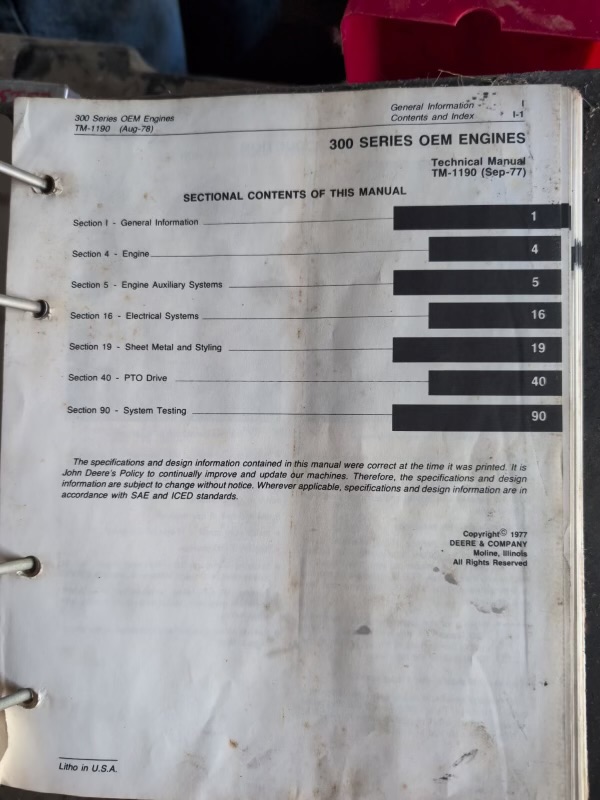 300 Series OEM Engines
TM-1190 (Aug-78)
General Information I
Contents and Index I-1
300 SERIES OEM ENGINES
Technical Manual
TM-1190 (Sep-77)
SECTIONAL CONTENTS OF THIS MANUAL
Section I - General Information 1
Section 4 - Engine 4
Section 5 - Engine Auxiliary Systems 5
Section 16 - Electrical Systems 16
Section 19 - Sheet Metal and Styling 19
Section 40 - PTO Drive 40
Section 90 - System Testing 90
The specifications and design information contained in this manual were correct at the time it was printed. It is
John Deere's Policy to continually improve and update our machines. Therefore, the specifications and design
information are subject to change without notice. Wherever applicable, specifications and design information are in
accordance with SAE and ICED standards.
Copyright© 1977
DEERE & COMPANY
Moline, Illinois
All Rights Reserved
Litho in U.S.A.